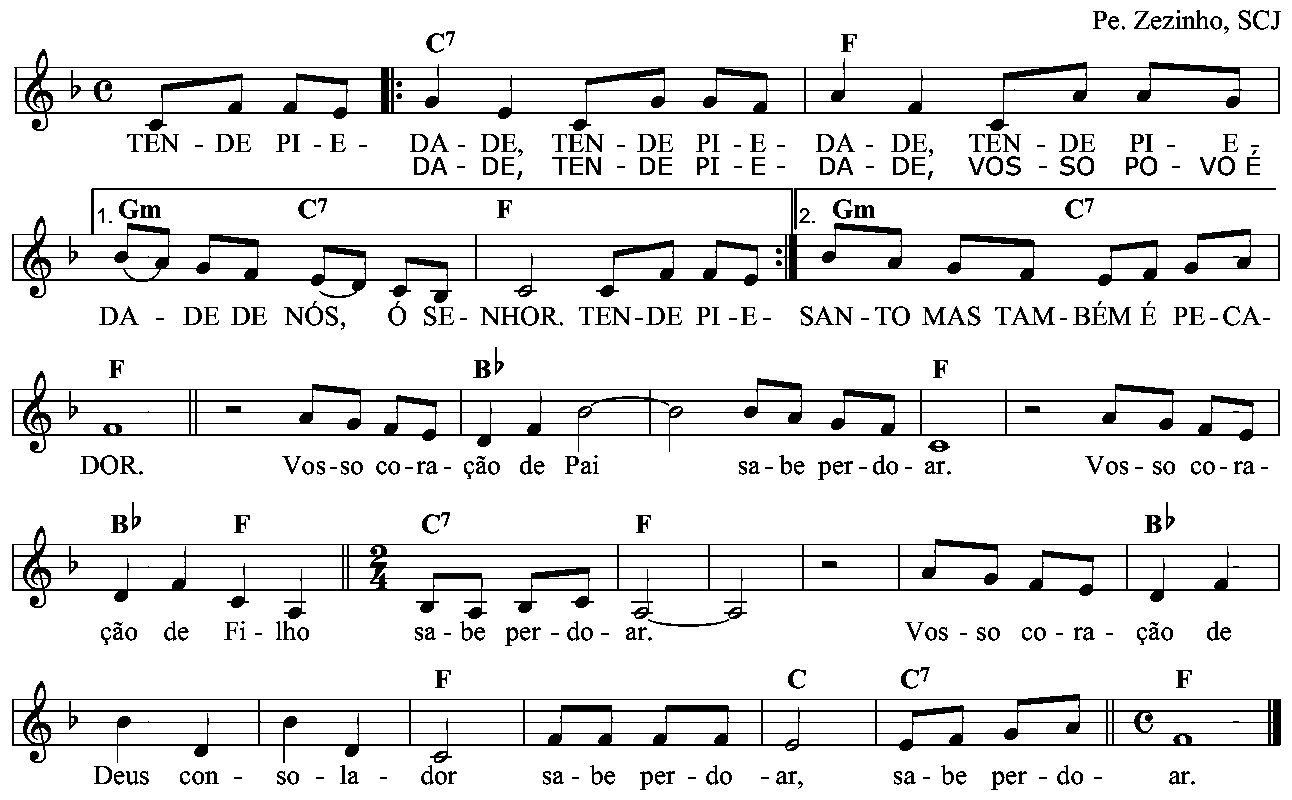 Pe. Zezinho, SCJ
C7 F
TEN - DE PI - E - DA - DE, TEN - DE PI - E - DA - DE, TEN - DE PI - E -
DA - DE, TEN - DE PI - E - DA - DE, VOS - SO PO - VO É
1. Gm C7 F 2. Gm C7
DA - DE DE NÓS, Ó SE - NHOR. TEN - DE PI - E - SAN - TO MAS TAM - BÉM É PE - CA -
F B♭ F
DOR. Vos - so co - ra - ção de Pai sa - be per - do - ar. Vos - so co - ra -
B♭ F 2/4 C7 F B♭
ção de Fi - lho sa - be per - do - ar. Vos - so co - ra - ção de
F C C7 F
Deus con - so - la - dor sa - be per - do - ar, sa - be per - do - ar.